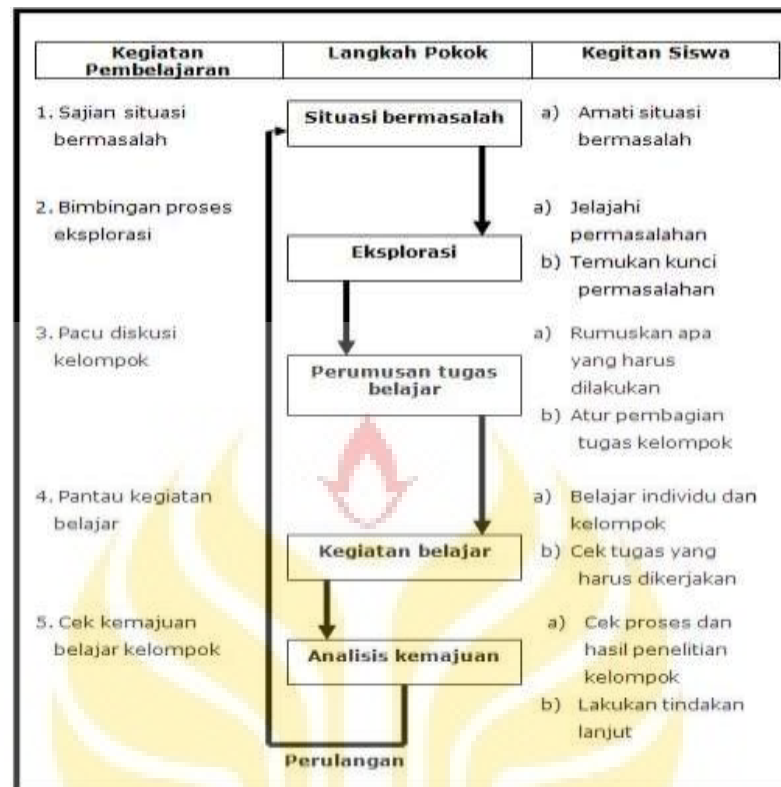 Kegiatan
Pembelajaran
Langkah Pokok
Kegitan Siswa
1. Sajian situasi
bermasalah
Situasi bermasalah
a) Amati situasi
bermasalah
2. Bimbingan proses
eksplorasi
Eksplorasi
a) Jelajahi
permasalahan
b) Temukan kunci
permasalahan
3. Pacu diskusi
kelompok
Perumusan tugas
belajar
a) Rumuskan apa
yang harus
dilakukan
b) Atur pembagian
tugas kelompok
4. Pantau kegiatan
belajar
Kegiatan belajar
a) Belajar individu dan
kelompok
b) Cek tugas yang
harus dikerjakan
5. Cek kemajuan
belajar kelompok
Analisis kemajuan
a) Cek proses dan
hasil penelitian
kelompok
b) Lakukan tindakan
lanjut
Perulangan